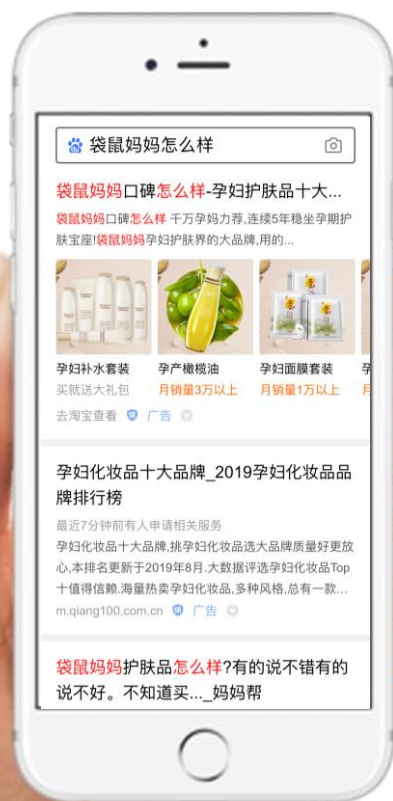 袋鼠妈妈怎么样
袋鼠妈妈口碑怎么样-孕妇护肤品十大...
袋鼠妈妈口碑怎么样 千万孕妈力荐,连续5年稳坐孕期护
肤宝座!袋鼠妈妈孕妇护肤界的大品牌,用的...
孕妇补水套装
孕产橄榄油
孕妇面膜套装
买就送大礼包
月销量3万以上
月销量1万以上
去淘宝查看 广告
孕妇化妆品十大品牌_2019孕妇化妆品品
牌排行榜
最近7分钟前有人申请相关服务
孕妇化妆品十大品牌,挑孕妇化妆品选大品牌质量好更放
心,本排名更新于2019年8月.大数据评选孕妇化妆品Top
十值得信赖.海量热卖孕妇化妆品,多种风格,总有一款...
m.qiang100.com.cn 广告
袋鼠妈妈护肤品怎么样?有的说不错有的
说不好。不知道买..._妈妈帮